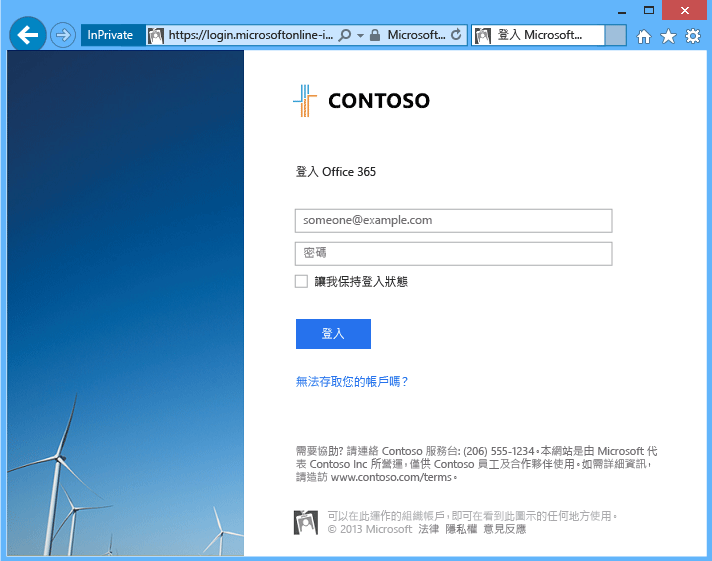 InPrivate https://login.microsoftonline-i... Microsoft... 登入 Microsoft...
CONTOSO
登入 Office 365
someone@example.com
密碼
讓我保持登入狀態
登入
無法存取您的帳戶嗎?
需要協助? 請連絡 Contoso 服務台: (206) 555-1234。本網站是由 Microsoft 代
表 Contoso Inc 所營運，僅供 Contoso 員工及合作夥伴使用。如需詳細資訊，
請造訪 www.contoso.com/terms。
可以在此運作的組織帳戶，即可在看到此圖示的任何地方使用。
© 2013 Microsoft 法律 隱私權 意見反應